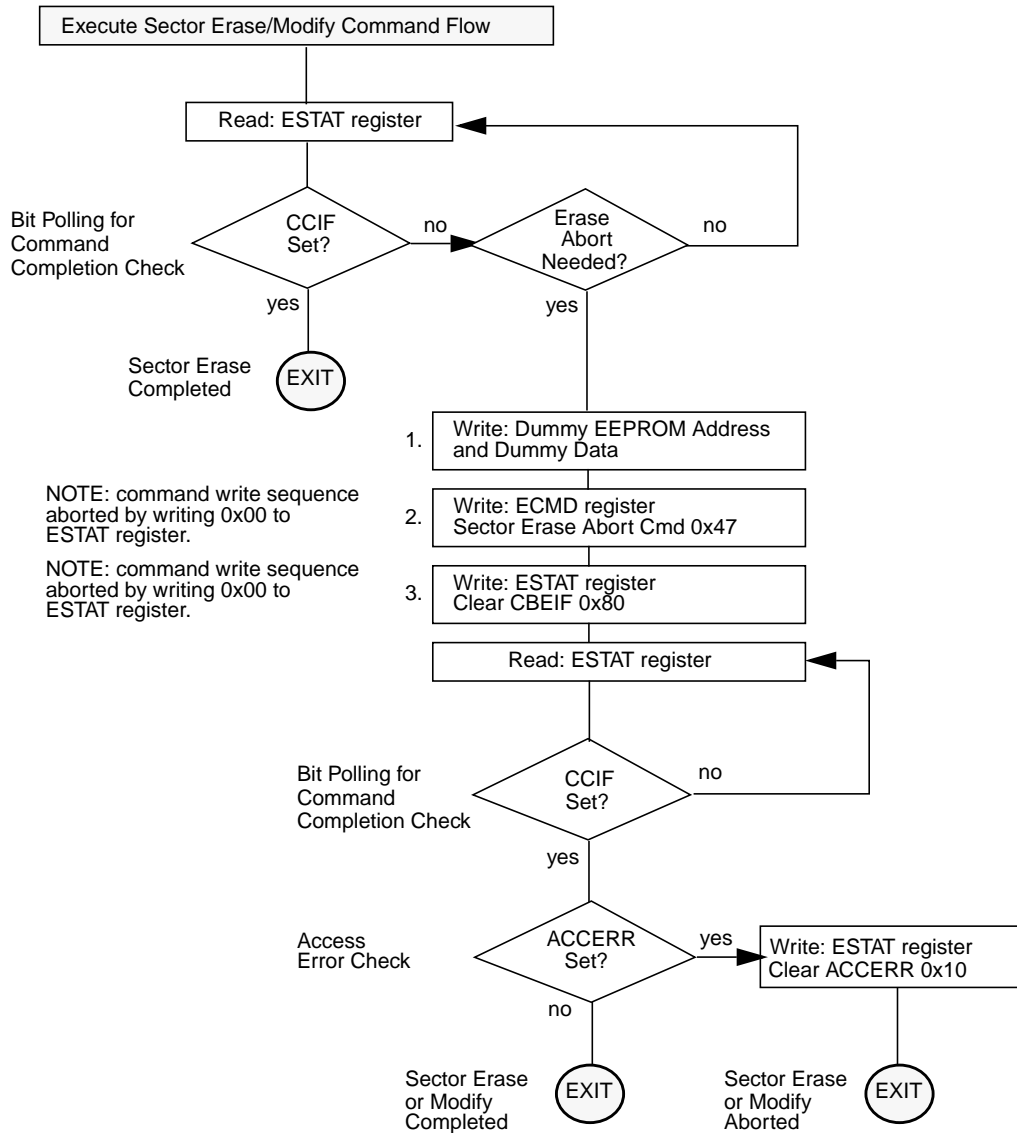 Execute Sector Erase/Modify Command Flow
Read: ESTAT register
Bit Polling for
Command
Completion Check
CCIF
Set?
no
Erase
Abort
Needed?
no
yes
yes
Sector Erase
Completed
EXIT
1.
Write: Dummy EEPROM Address
and Dummy Data
NOTE: command write sequence
aborted by writing 0x00 to
ESTAT register.
2.
Write: ECMD register
Sector Erase Abort Cmd 0x47
NOTE: command write sequence
aborted by writing 0x00 to
ESTAT register.
3.
Write: ESTAT register
Clear CBEIF 0x80
Read: ESTAT register
Bit Polling for
Command
Completion Check
CCIF
Set?
no
yes
Access
Error Check
ACCERR
Set?
yes
Write: ESTAT register
Clear ACCERR 0x10
no
Sector Erase
or Modify
Completed
EXIT
Sector Erase
or Modify
Aborted
EXIT